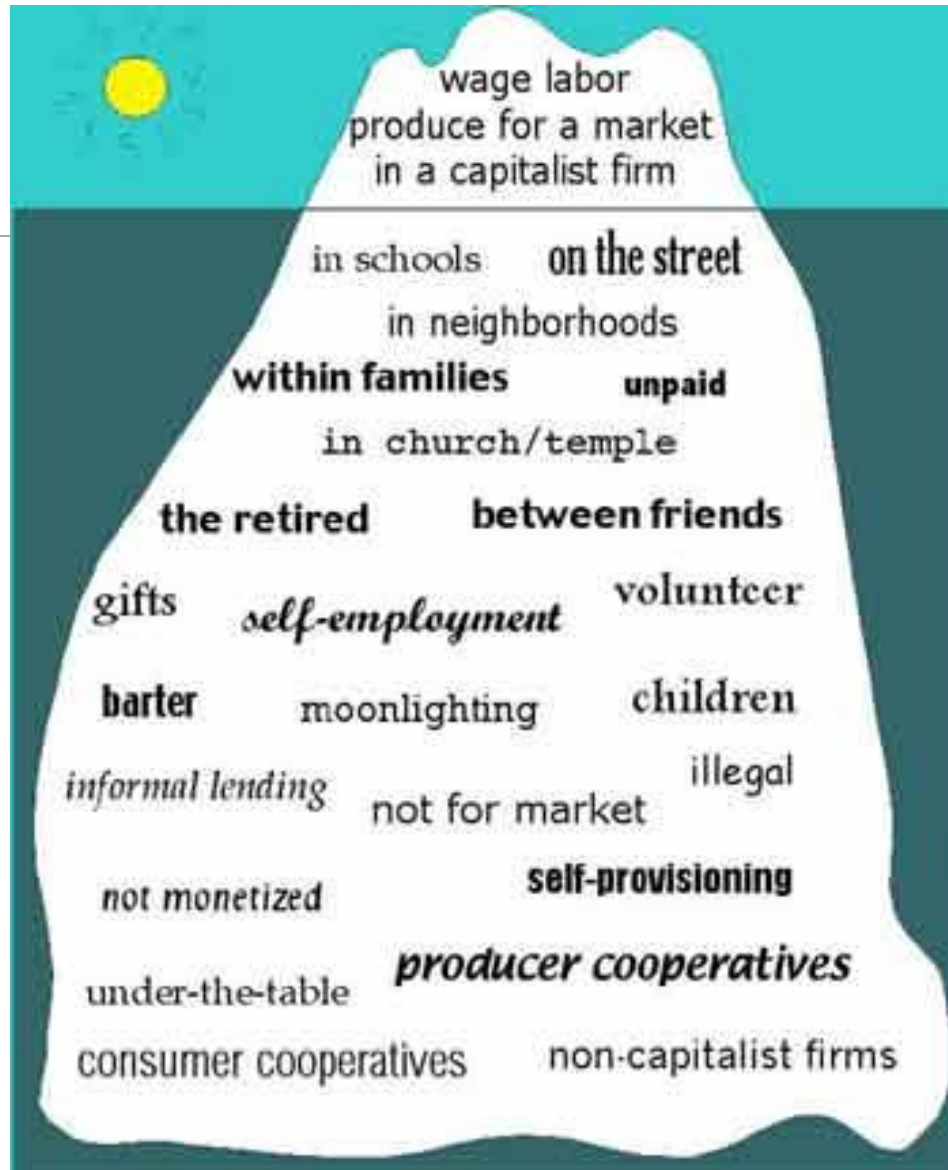 wage labor
produce for a market
in a capitalist firm
in schools on the street
in neighborhoods
within families unpaid
in church/temple
the retired between friends
gifts self-employment volunteer
barter moonlighting children
informal lending not for market illegal
not monetized self-provisioning
under-the-table producer cooperatives
consumer cooperatives non-capitalist firms